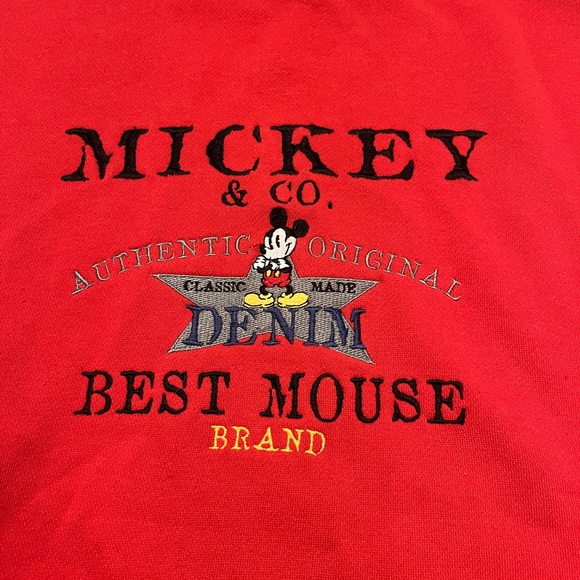 MICKEY
& CO.
AUTHENTIC ORIGINAL
CLASSIC MADE
DENIM
BEST MOUSE
BRAND